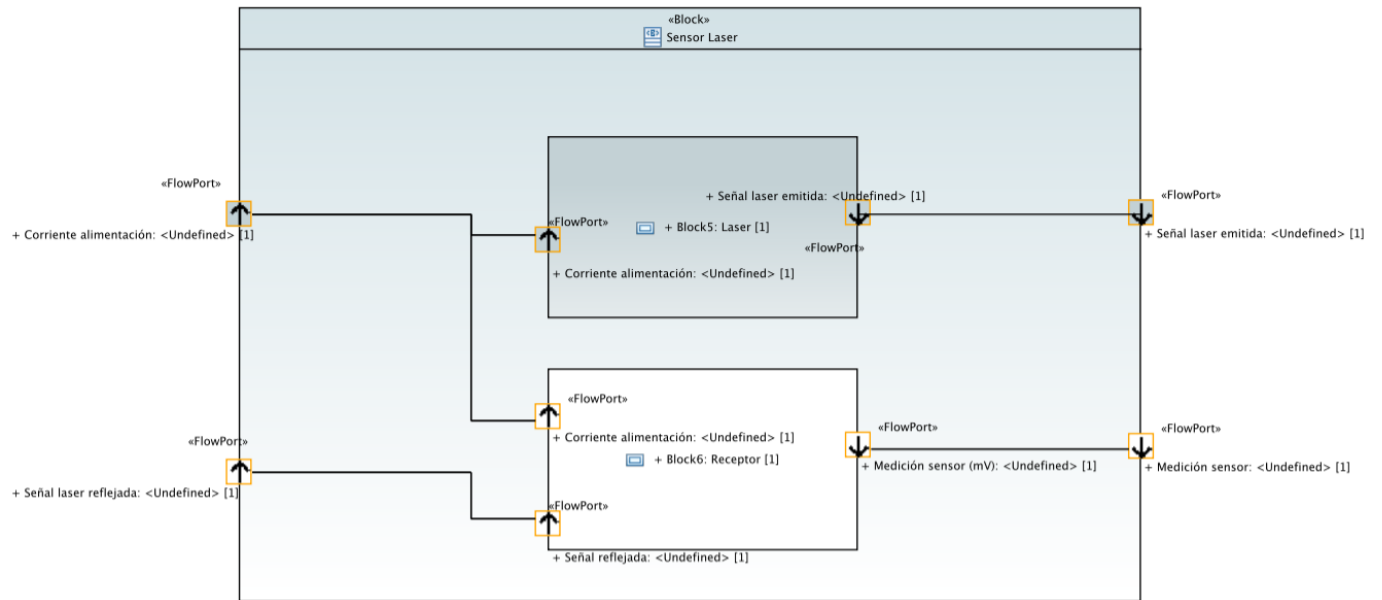 «Block»
Sensor Laser
«FlowPort»
+ Corriente alimentación: <Undefined> [1]
«FlowPort»
+ Señal laser reflejada: <Undefined> [1]
+ Señal laser emitida: <Undefined> [1]
«FlowPort»
+ Block5: Laser [1]
«FlowPort»
+ Corriente alimentación: <Undefined> [1]
«FlowPort»
+ Corriente alimentación: <Undefined> [1]
+ Block6: Receptor [1]
«FlowPort»
+ Señal reflejada: <Undefined> [1]
«FlowPort»
+ Medición sensor (mV): <Undefined> [1]
«FlowPort»
+ Señal laser emitida: <Undefined> [1]
«FlowPort»
+ Medición sensor: <Undefined> [1]